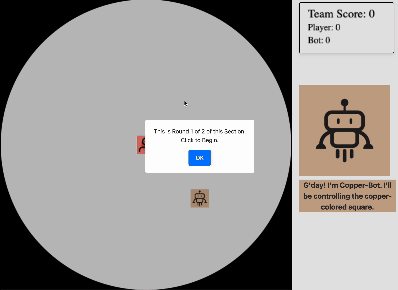 Team Score: 0
Player: 0
Bot: 0
This is Round 1 of 2 of this Section
Click to Begin.
OK
G'day! I'm Copper-Bot. I'll
be controlling the copper-
colored square.